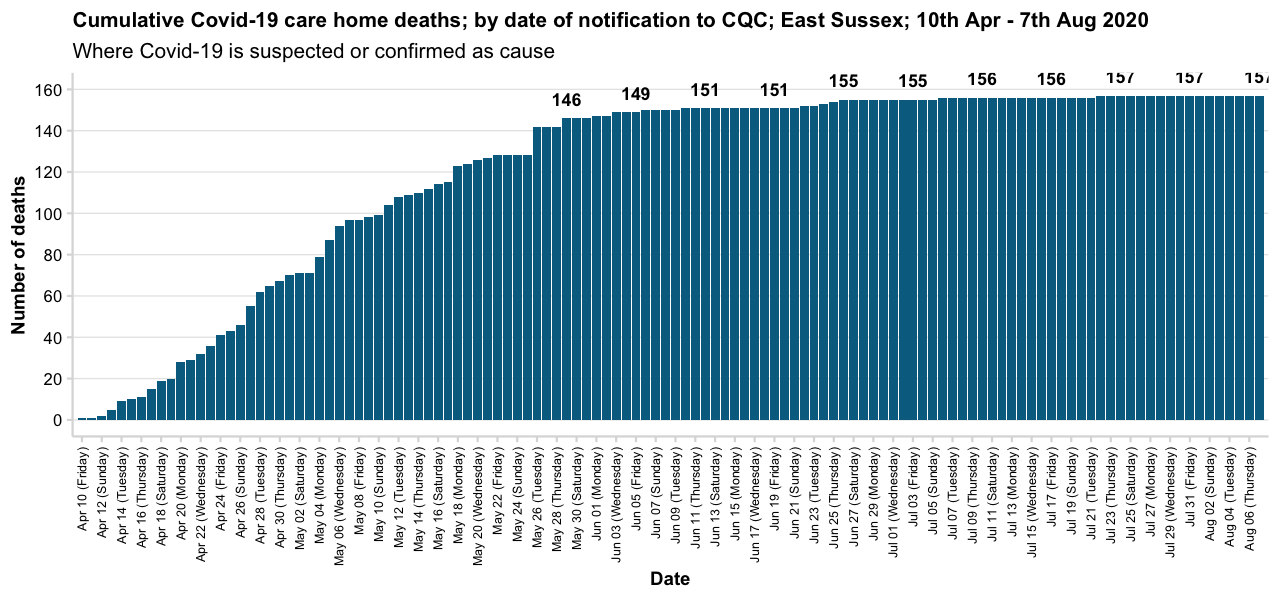 Cumulative Covid-19 care home deaths; by date of notification to CQC; East Sussex; 10th Apr - 7th Aug 2020
Where Covid-19 is suspected or confirmed as cause
Number of deaths
160
140
120
100
80
60
40
20
0
146
149
151
151
155
155
156
156
157
157
157
Apr 10 (Friday)
Apr 12 (Sunday)
Apr 14 (Tuesday)
Apr 16 (Thursday)
Apr 18 (Saturday)
Apr 20 (Monday)
Apr 22 (Wednesday)
Apr 24 (Friday)
Apr 26 (Sunday)
Apr 28 (Tuesday)
Apr 30 (Thursday)
May 02 (Saturday)
May 04 (Monday)
May 06 (Wednesday)
May 08 (Friday)
May 10 (Sunday)
May 12 (Tuesday)
May 14 (Thursday)
May 16 (Saturday)
May 18 (Monday)
May 20 (Wednesday)
May 22 (Friday)
May 24 (Sunday)
May 26 (Tuesday)
May 28 (Thursday)
May 30 (Saturday)
Jun 01 (Monday)
Jun 03 (Wednesday)
Jun 05 (Friday)
Jun 07 (Sunday)
Jun 09 (Tuesday)
Jun 11 (Thursday)
Jun 13 (Saturday)
Jun 15 (Monday)
Jun 17 (Wednesday)
Jun 19 (Friday)
Jun 21 (Sunday)
Jun 23 (Tuesday)
Jun 25 (Thursday)
Jun 27 (Saturday)
Jun 29 (Monday)
Jul 01 (Wednesday)
Jul 03 (Friday)
Jul 05 (Sunday)
Jul 07 (Tuesday)
Jul 09 (Thursday)
Jul 11 (Saturday)
Jul 13 (Monday)
Jul 15 (Wednesday)
Jul 17 (Friday)
Jul 19 (Sunday)
Jul 21 (Tuesday)
Jul 23 (Thursday)
Jul 25 (Saturday)
Jul 27 (Monday)
Jul 29 (Wednesday)
Jul 31 (Friday)
Aug 02 (Sunday)
Aug 04 (Tuesday)
Aug 06 (Thursday)
Date